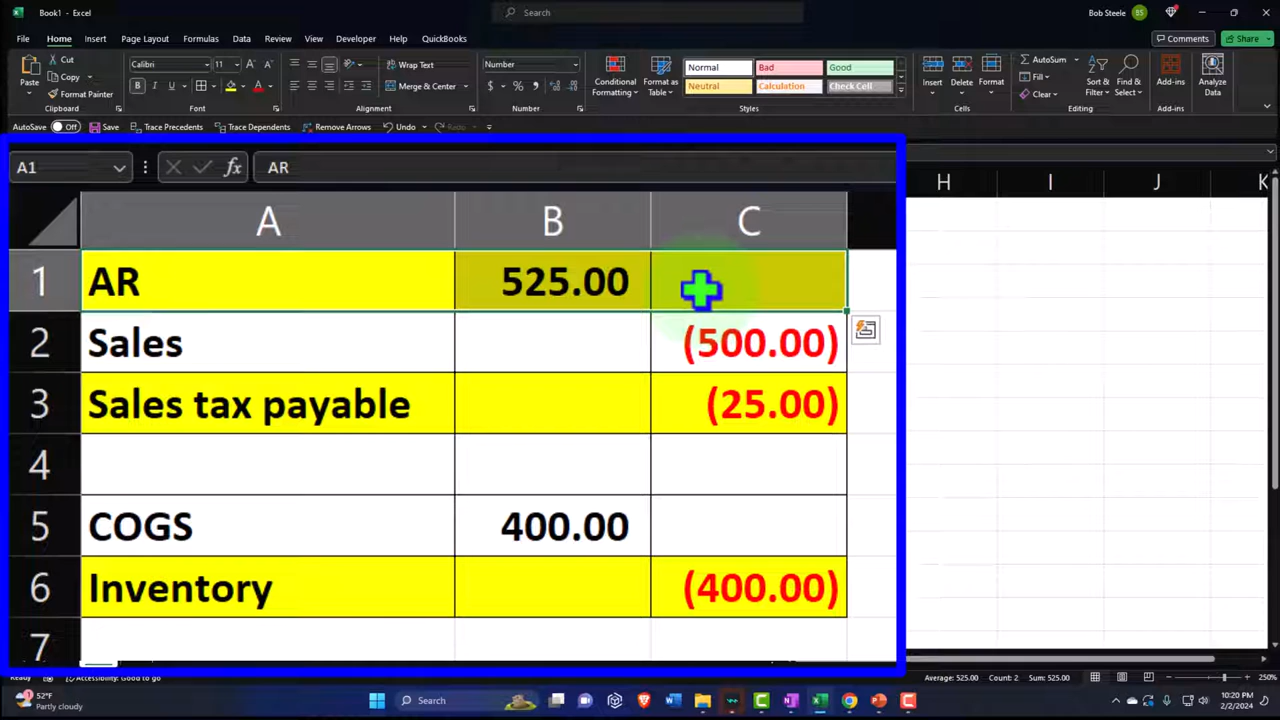 Book1 - Excel
Search
Bob Steele BS
File Home Insert Page Layout Formulas Data Review View Developer Help QuickBooks
Comments Share
Paste
Cut
Copy
Format Painter
Clipboard
Calibri 11
B I U
Font
Wrap Text
Merge & Center
Alignment
Number
$ % 9
Number
Conditional Formatting
Format as Table
Normal Bad Good
Neutral Calculation Check Cell
Styles
Insert Delete Format
Cells
AutoSum
Fill
Clear
Sort & Filter
Find & Select
Editing
Add-ins
Add-ins
Analyze Data
AutoSave Off Save Trace Precedents Trace Dependents Remove Arrows Undo Redo
A1 fx AR
A B C H I J K
1 AR 525.00
2 Sales (500.00)
3 Sales tax payable (25.00)
4
5 COGS 400.00
6 Inventory (400.00)
7
Ready Accessibility: Good to go Average: 525.00 Count: 2 Sum: 525.00 250%
1
52°F
Partly cloudy
Search
10:20 PM
2/2/2024